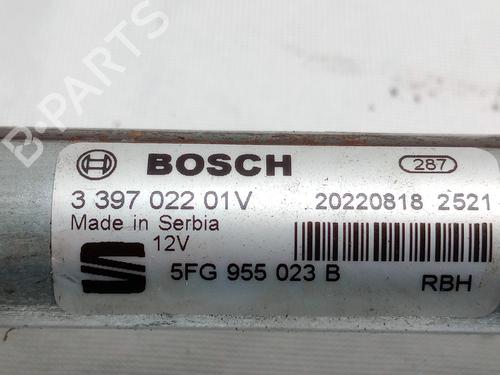 B-PARTS
BOSCH
287
3 397 022 01V
20220818 2521
Made in Serbia
12V
5FG 955 023 B
RBH